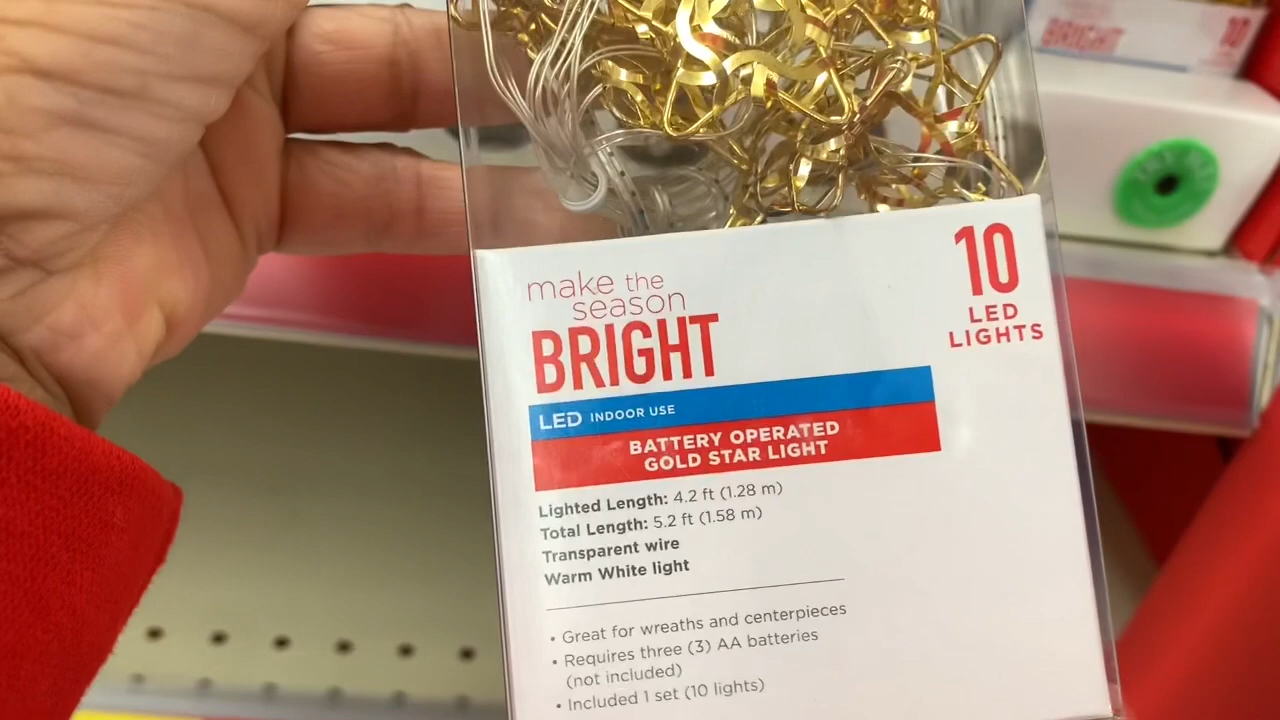 BRIGHT
10
make the
season
BRIGHT
10
LED
LIGHTS
LED INDOOR USE
BATTERY OPERATED
GOLD STAR LIGHT
Lighted Length: 4.2 ft (1.28 m)
Total Length: 5.2 ft (1.58 m)
Transparent wire
Warm White light
• Great for wreaths and centerpieces
• Requires three (3) AA batteries
(not included)
• Included 1 set (10 lights)